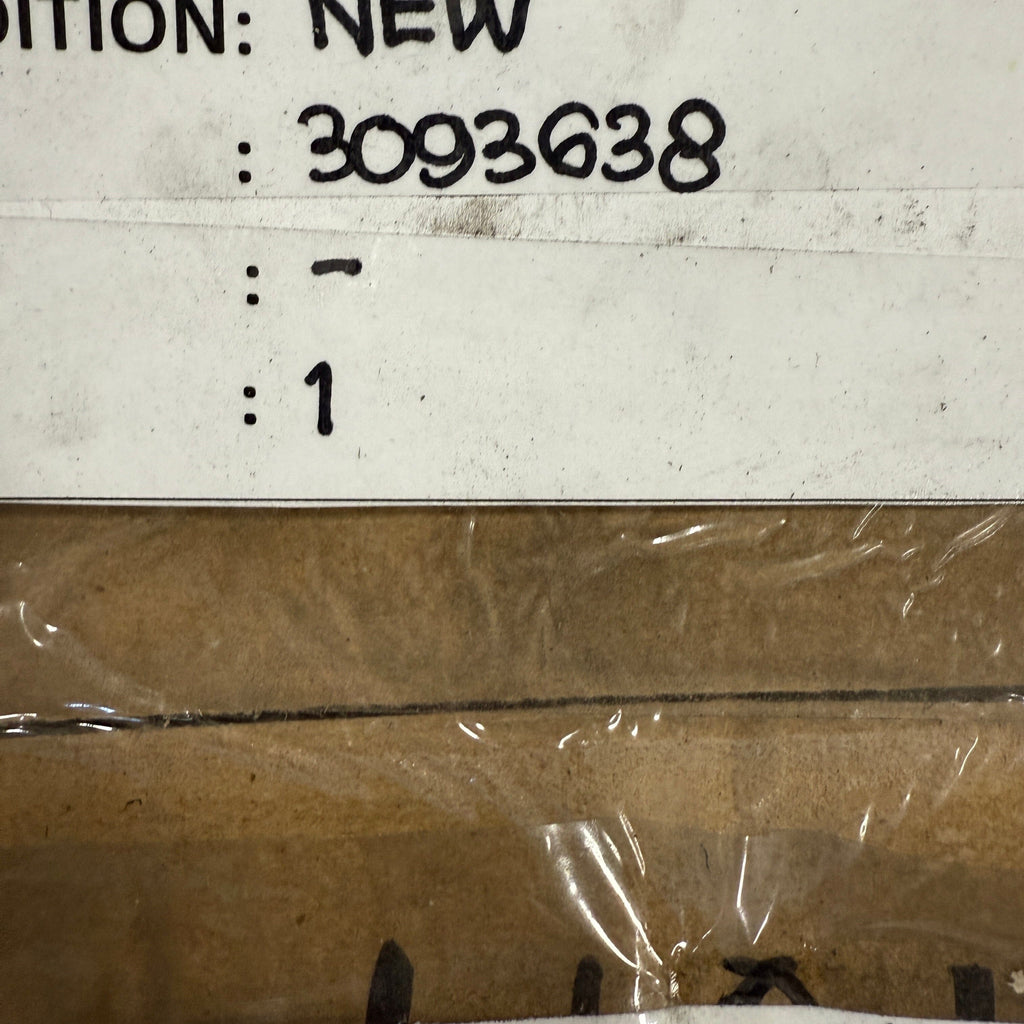 DITION: NEW
: 3093638
: -
: 1